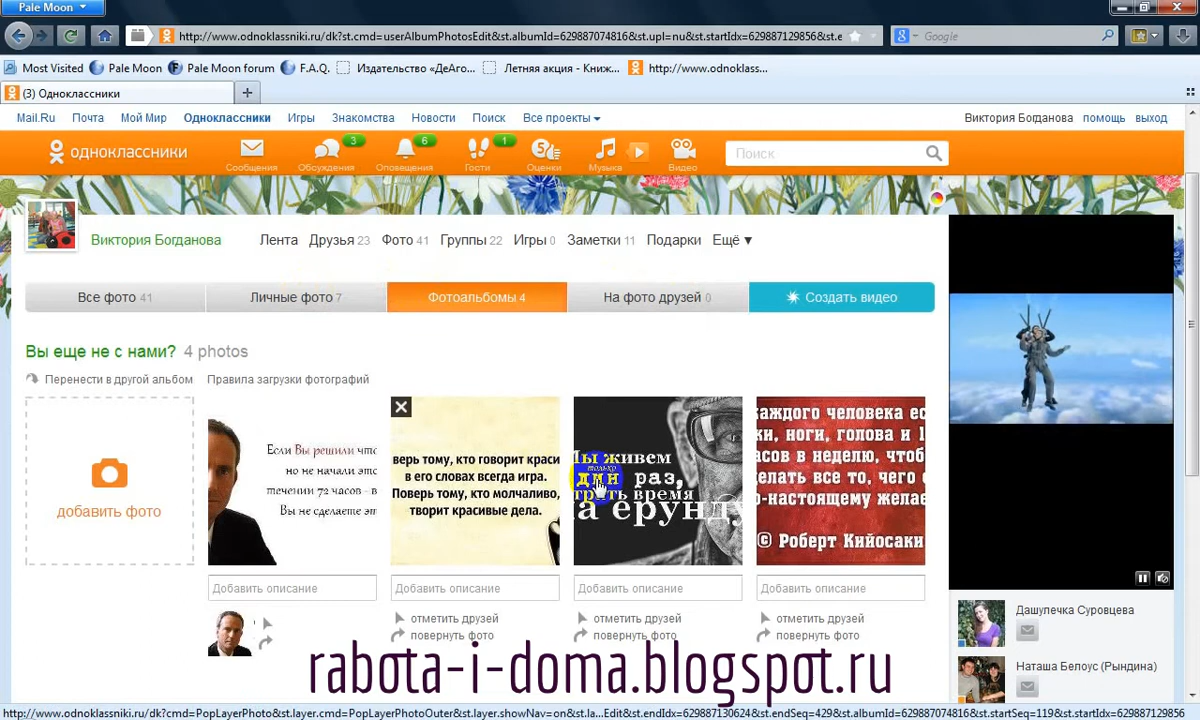 Pale Moon
http://www.odnoklassniki.ru/dk?st.cmd=userAlbumPhotosEdit&st.albumId=629887074816&st.upl=nu&st.startIdx=629887129856&st.e
Google
Most Visited Pale Moon Pale Moon forum F.A.Q. Издательство «ДеАго... Летняя акция - Книж... http://www.odnoklass...
(3) Одноклассники
Mail.Ru Почта Мой Мир Одноклассники Игры Знакомства Новости Поиск Все проекты
Виктория Богданова помощь выход
одноклассники
Сообщения
Обсуждения 3
Оповещения 6
Гости 1
Оценки 5
Музыка
Видео
Поиск
Виктория Богданова
Лента Друзья 23 Фото 41 Группы 22 Игры 0 Заметки 11 Подарки Ещё
Все фото 41 Личные фото 7 Фотоальбомы 4 На фото друзей 0 Создать видео
Вы еще не с нами? 4 photos
Перенести в другой альбом Правила загрузки фотографий
добавить фото
Если Вы решили что
но не начали это
течении 72 часов - в
Вы не сделаете эт
верь тому, кто говорит краси
в его словах всегда игра.
Поверь тому, кто молчаливо,
творит красивые дела.
Мы живем
только
дин раз,
трать время
а ерунду
каждого человека ес
ки, ноги, голова и 1
асов в неделю, чтоб
делать все то, чего
о-настоящему желае
© Роберт Кийосаки
Добавить описание Добавить описание Добавить описание Добавить описание
отметить друзей отметить друзей отметить друзей
повернуть фото повернуть фото повернуть фото
Дашулечка Суровцева
Наташа Белоус (Рындина)
rabota-i-doma.blogspot.ru
http://www.odnoklassniki.ru/dk?cmd=PopLayerPhoto&st.layer.cmd=PopLayerPhotoOuter&st.layer.showNav=on&st.la...Edit&st.endIdx=629887130624&st.endSeq=429&st.albumId=629887074816&st.startSeq=119&st.startIdx=629887129856